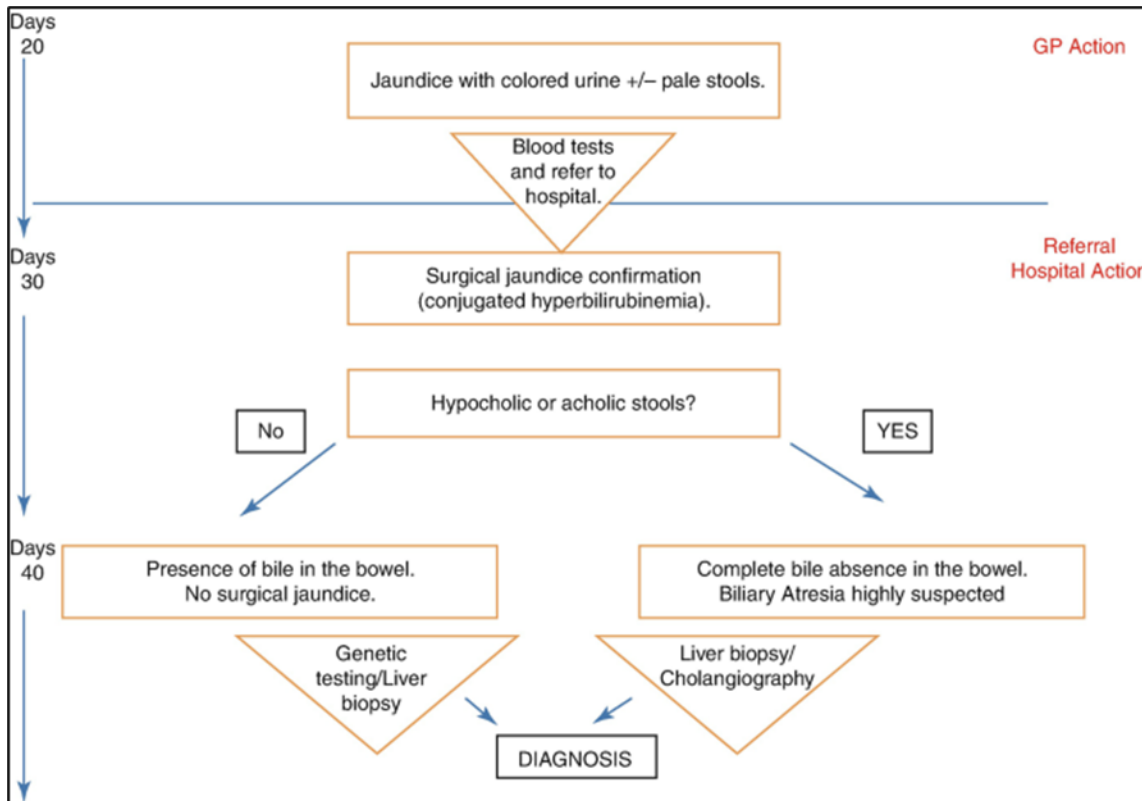 Days
20
GP Action
Jaundice with colored urine +/– pale stools.
Blood tests
and refer to
hospital.
Days
30
Referral
Hospital Action
Surgical jaundice confirmation
(conjugated hyperbilirubinemia).
Hypocholic or acholic stools?
No
YES
Days
40
Presence of bile in the bowel.
No surgical jaundice.
Complete bile absence in the bowel.
Biliary Atresia highly suspected
Genetic
testing/Liver
biopsy
Liver biopsy/
Cholangiography
DIAGNOSIS